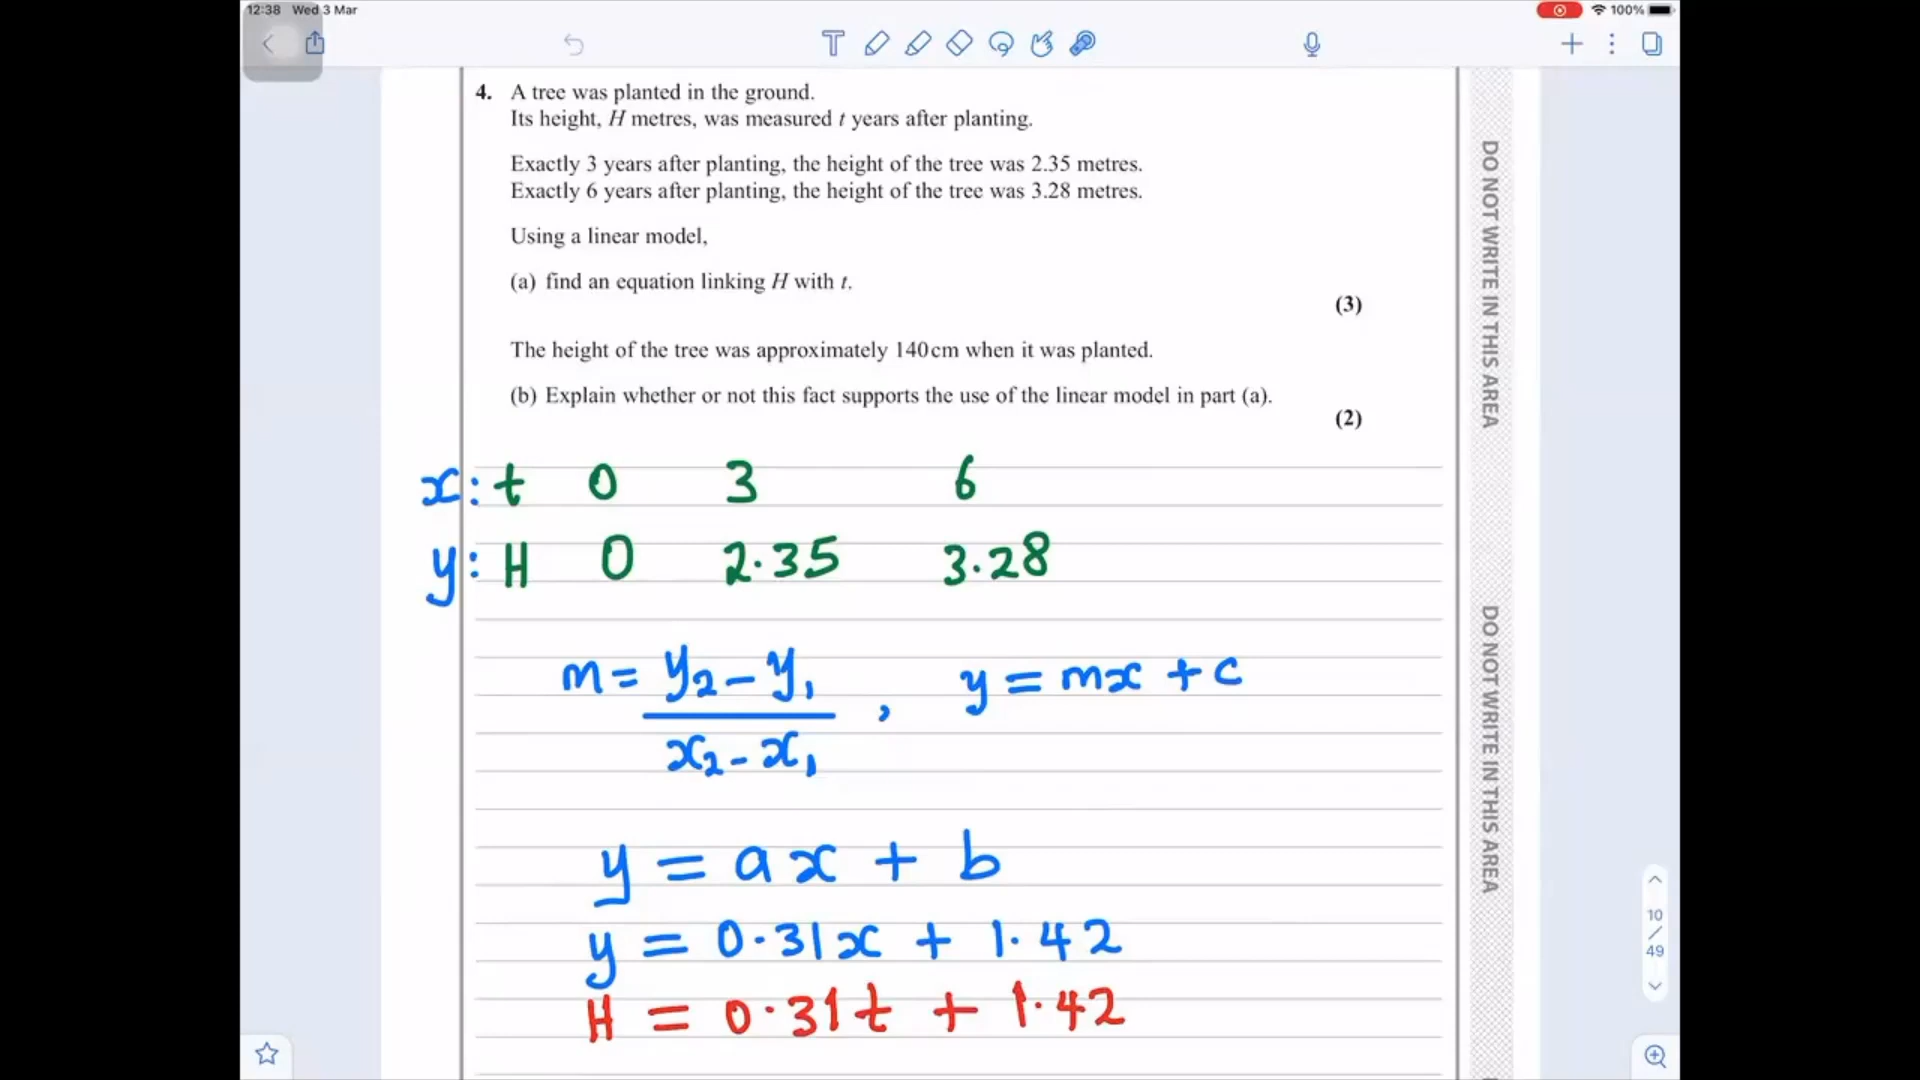 12:38 Wed 3 Mar
100%
4. A tree was planted in the ground.
Its height, H metres, was measured t years after planting.
Exactly 3 years after planting, the height of the tree was 2.35 metres.
Exactly 6 years after planting, the height of the tree was 3.28 metres.
Using a linear model,
(a) find an equation linking H with t.
(3)
The height of the tree was approximately 140 cm when it was planted.
(b) Explain whether or not this fact supports the use of the linear model in part (a).
(2)
x: t 0 3 6
y: H 0 2.35 3.28
m = y₂ - y₁ , y = mx + c
x₂ - x₁
y = ax + b
y = 0.31x + 1.42
H = 0.31t + 1.42
DO NOT WRITE IN THIS AREA
DO NOT WRITE IN THIS AREA
10
/
49